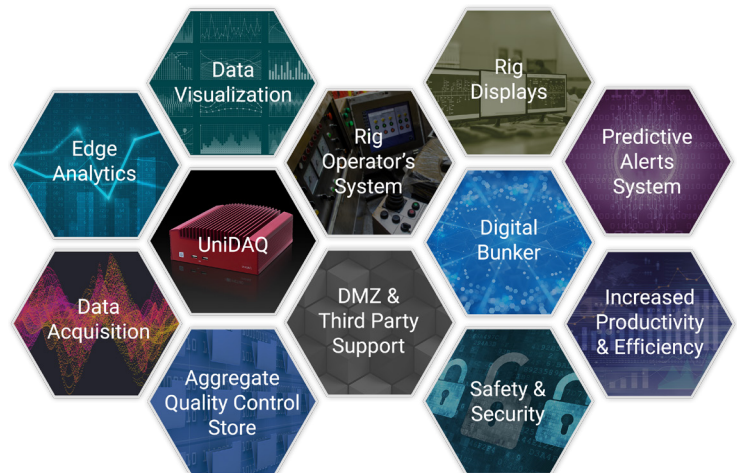 Data
Visualization
Rig
Displays
Edge
Analytics
Rig
Operator's
System
Predictive
Alerts
System
UniDAQ
Digital
Bunker
Data
Acquisition
DMZ &
Third Party
Support
Increased
Productivity
& Efficiency
Aggregate
Quality Control
Store
Safety &
Security